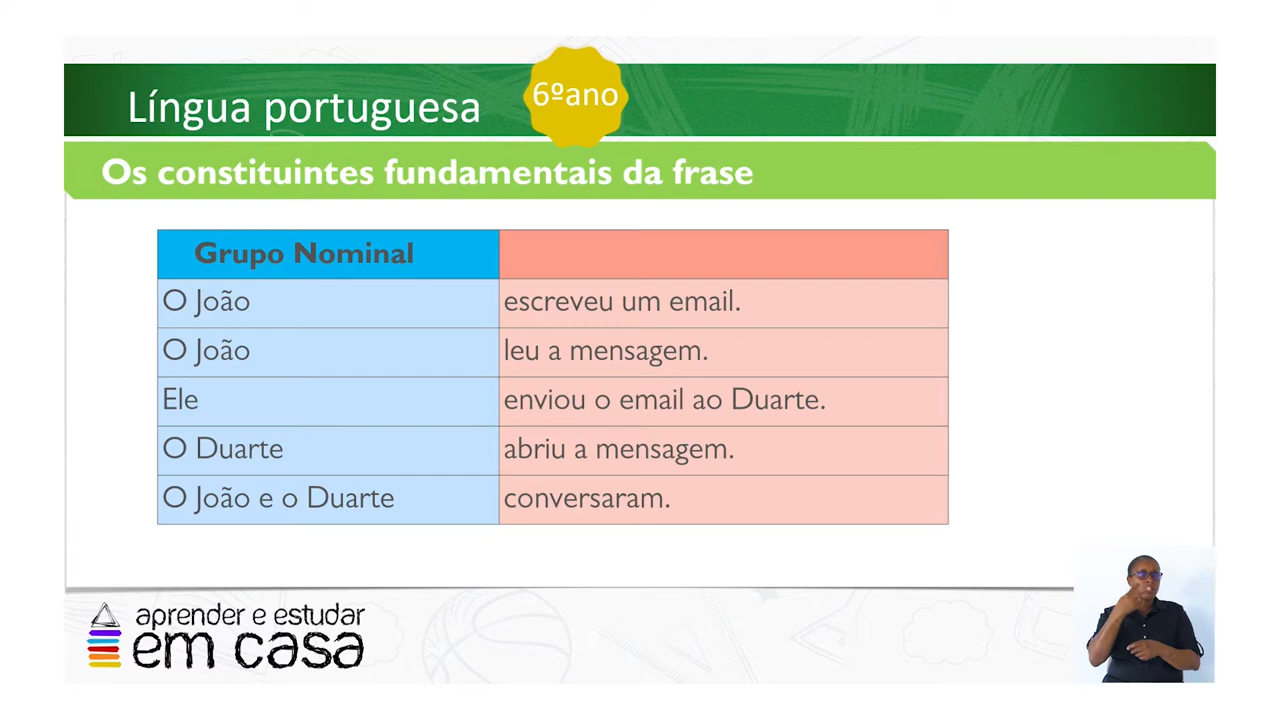 Língua portuguesa
6ºano
Os constituintes fundamentais da frase
Grupo Nominal
O João escreveu um email.
O João leu a mensagem.
Ele enviou o email ao Duarte.
O Duarte abriu a mensagem.
O João e o Duarte conversaram.
aprender e estudar
em casa